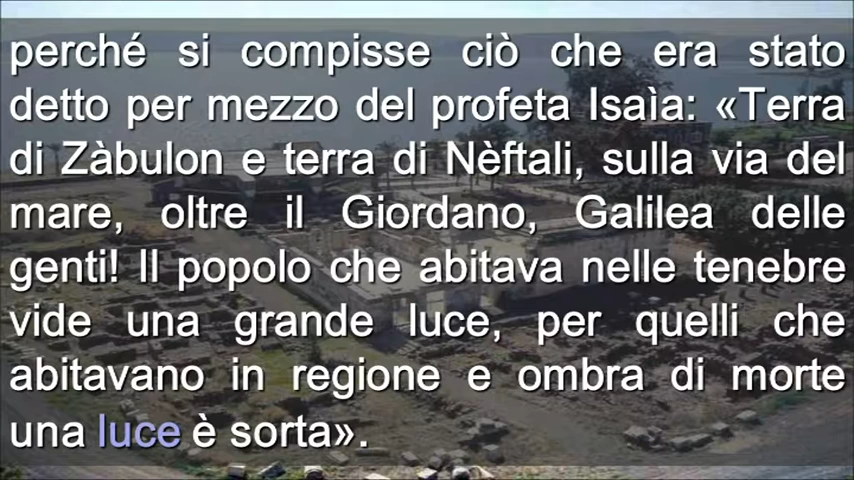 perché si compisse ciò che era stato
detto per mezzo del profeta Isaìa: «Terra
di Zàbulon e terra di Nèftali, sulla via del
mare, oltre il Giordano, Galilea delle
genti! Il popolo che abitava nelle tenebre
vide una grande luce, per quelli che
abitavano in regione e ombra di morte
una luce è sorta».